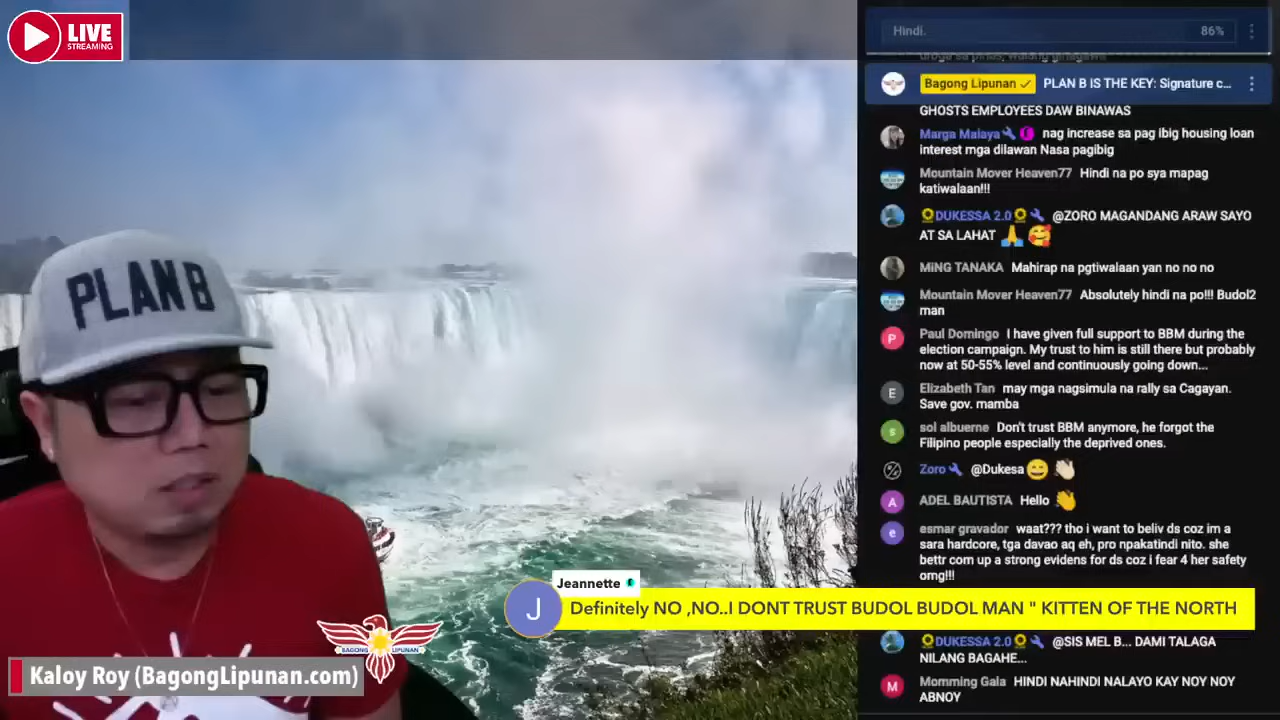 LIVE
STREAMING
PLAN B
Kaloy Roy (BagongLipunan.com)
BAGONG LIPUNAN
Jeannette
J
Definitely NO ,NO..I DONT TRUST BUDOL BUDOL MAN " KITTEN OF THE NORTH
Hindi. 86%
Bagong Lipunan PLAN B IS THE KEY: Signature c...
GHOSTS EMPLOYEES DAW BINAWAS
Marga Malaya nag increase sa pag ibig housing loan
interest mga dilawan Nasa pagibig
Mountain Mover Heaven77 Hindi na po sya mapag
katiwalaan!!!
DUKESSA 2.0 @ZORO MAGANDANG ARAW SAYO
AT SA LAHAT 🙏 🥰
MiNG TANAKA Mahirap na pgtiwalaan yan no no no
Mountain Mover Heaven77 Absolutely hindi na po!!! Budol2
man
P
Paul Domingo I have given full support to BBM during the
election campaign. My trust to him is still there but probably
now at 50-55% level and continuously going down...
E
Elizabeth Tan may mga nagsimula na rally sa Cagayan.
Save gov. mamba
s
sol albuerne Don't trust BBM anymore, he forgot the
Filipino people especially the deprived ones.
Zoro @Dukesa 😄 👏🏻
A
ADEL BAUTISTA Hello 👋
e
esmar gravador waat??? tho i want to beliv ds coz im a
sara hardcore, tga davao aq eh, pro npakatindi nito. she
bettr com up a strong evidens for ds coz i fear 4 her safety
omg!!!
DUKESSA 2.0 @SIS MEL B... DAMI TALAGA
NILANG BAGAHE...
M
Momming Gala HINDI NAHINDI NALAYO KAY NOY NOY
ABNOY